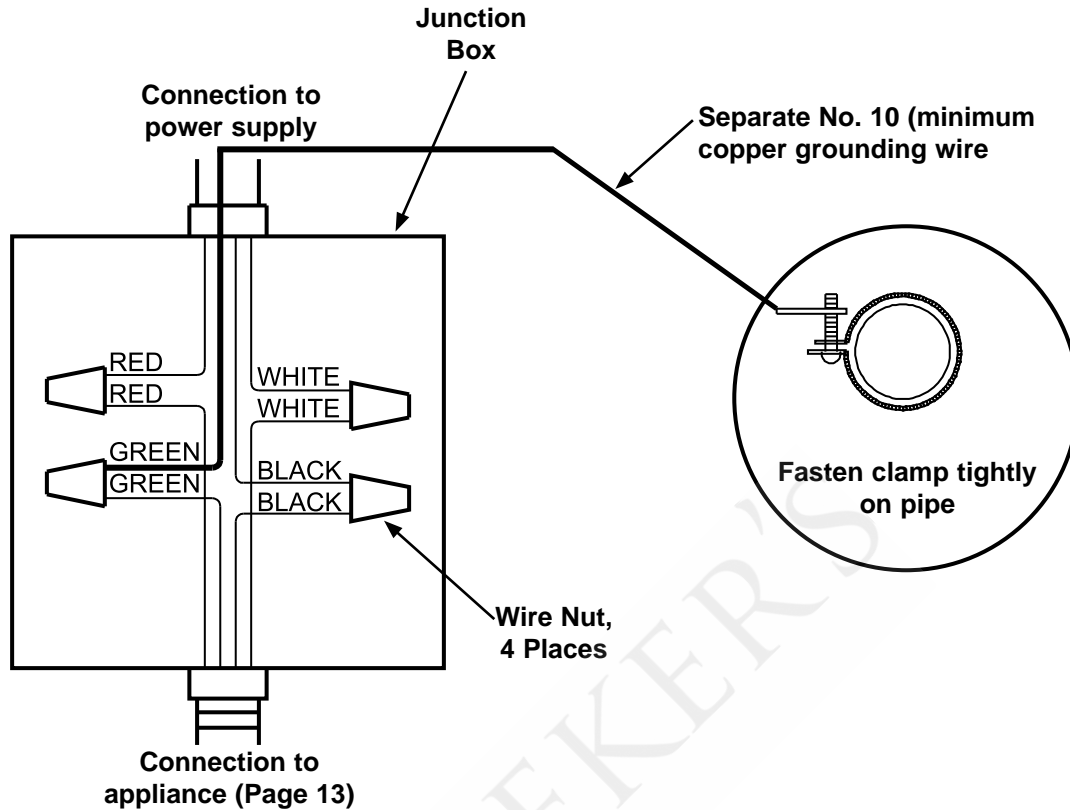 Junction
Box
Connection to
power supply
Separate No. 10 (minimum
copper grounding wire
RED
RED
WHITE
WHITE
GREEN
GREEN
BLACK
BLACK
Fasten clamp tightly
on pipe
Wire Nut,
4 Places
Connection to
appliance (Page 13)